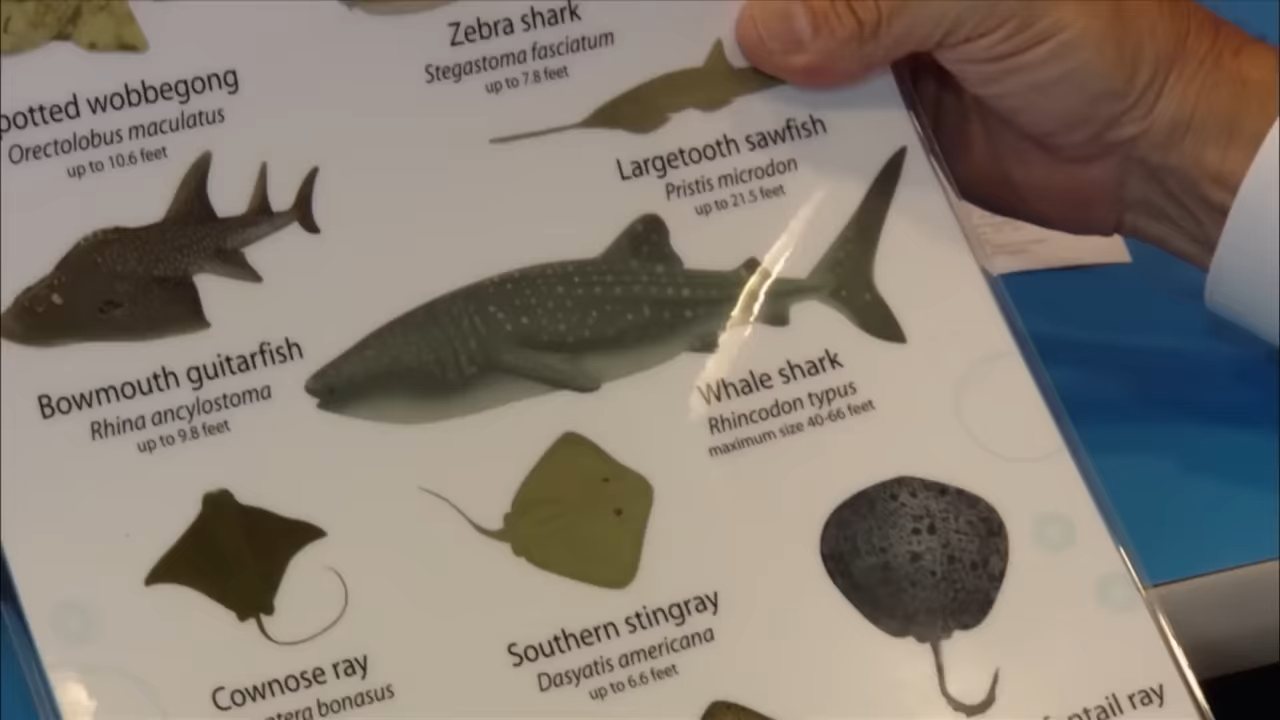 Zebra shark
Stegastoma fasciatum
up to 7.8 feet
potted wobbegong
Orectolobus maculatus
up to 10.6 feet
Largetooth sawfish
Pristis microdon
up to 21.5 feet
Bowmouth guitarfish
Rhina ancylostoma
up to 9.8 feet
Whale shark
Rhincodon typus
maximum size 40-66 feet
Southern stingray
Dasyatis americana
up to 6.6 feet
Cownose ray
ptera bonasus
ntail ray